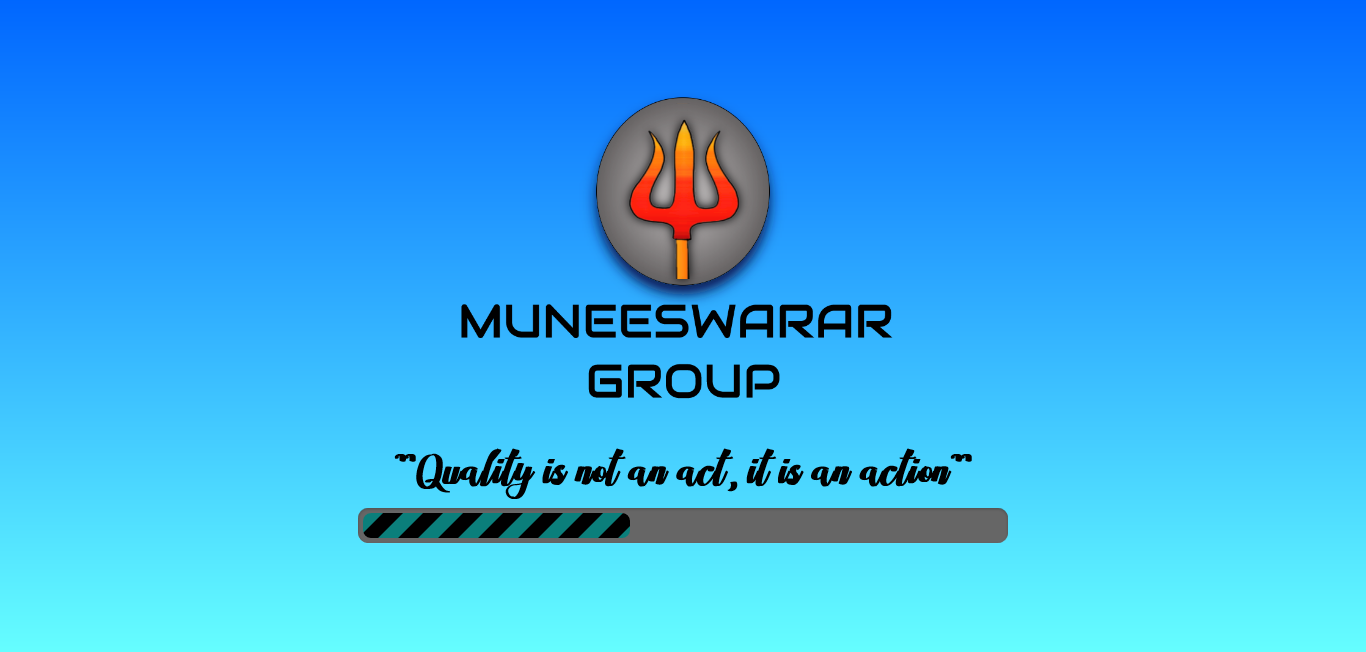 MUNEESWARAR
GROUP
"Quality is not an act, it is an action"